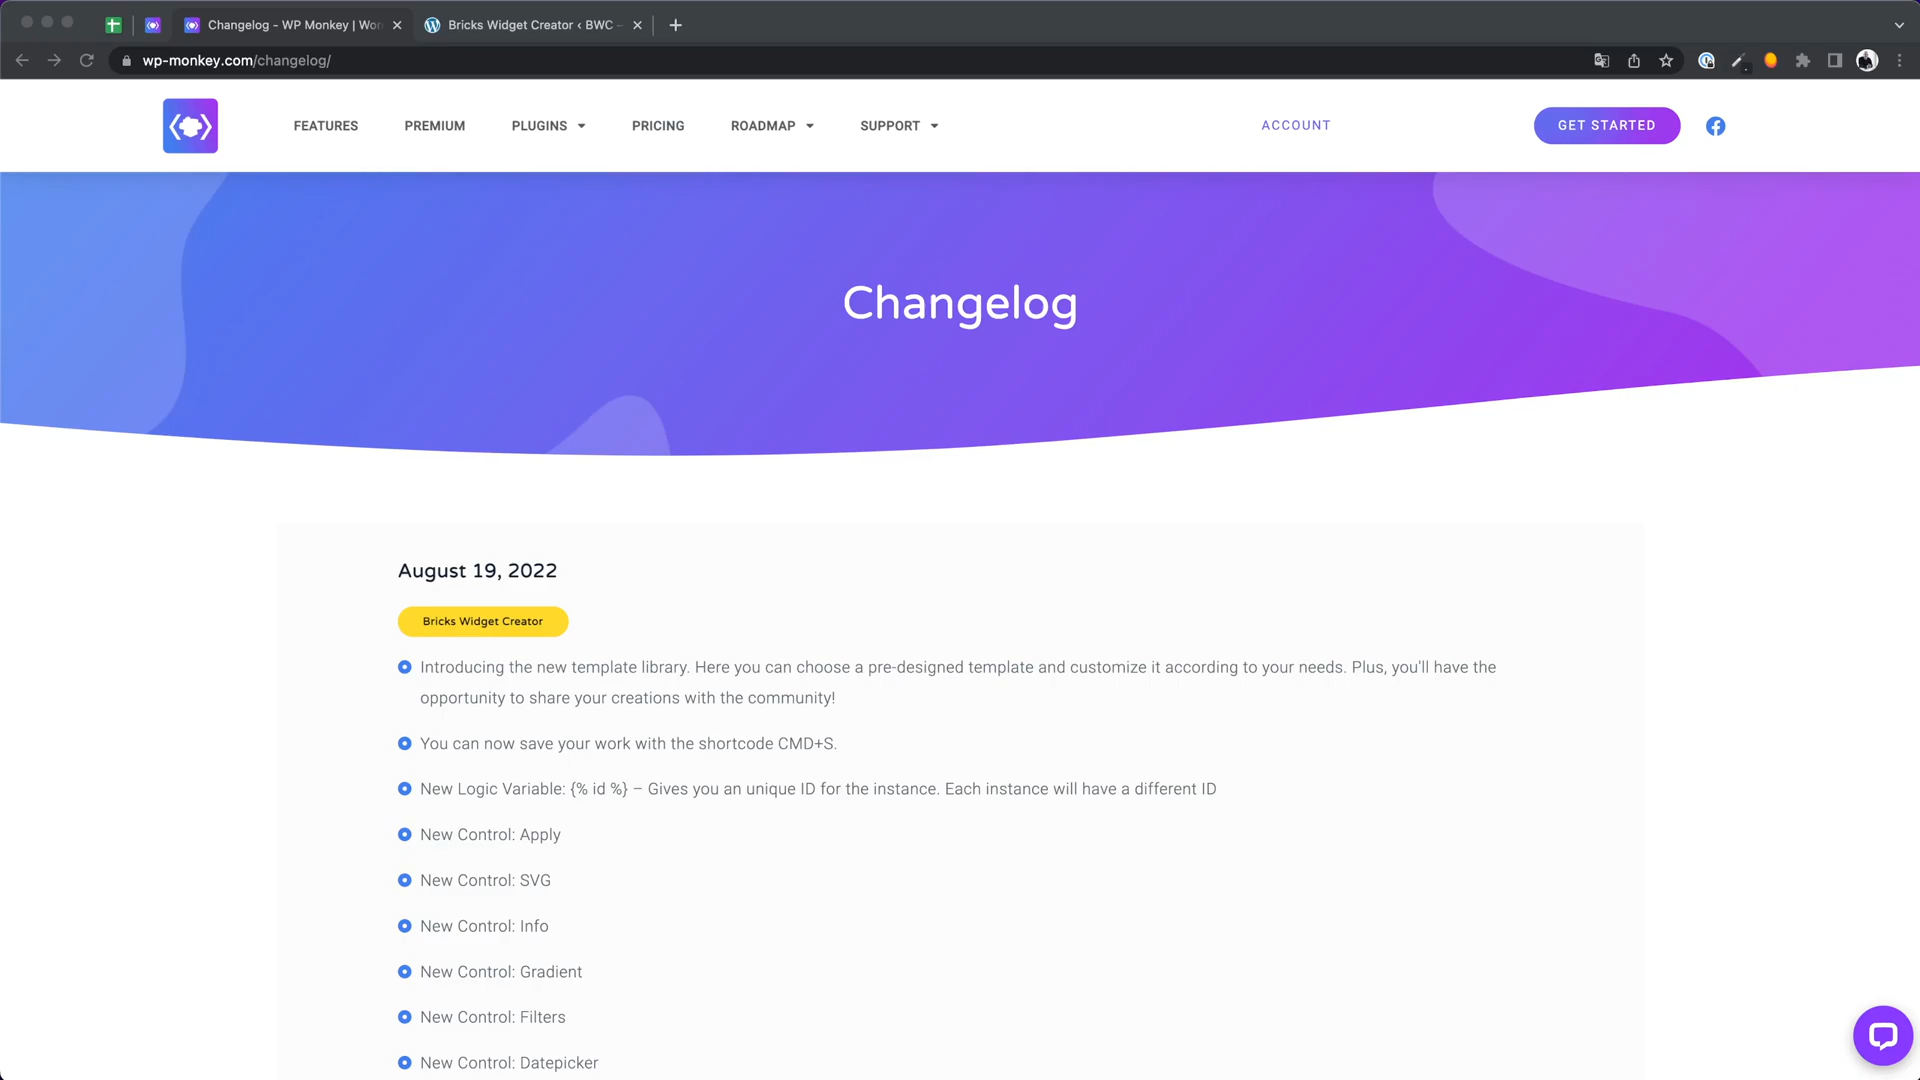 Changelog - WP Monkey | Wor
Bricks Widget Creator ‹ BWC –
wp-monkey.com/changelog/
FEATURES
PREMIUM
PLUGINS
PRICING
ROADMAP
SUPPORT
ACCOUNT
GET STARTED
Changelog
August 19, 2022
Bricks Widget Creator
Introducing the new template library. Here you can choose a pre-designed template and customize it according to your needs. Plus, you'll have the
opportunity to share your creations with the community!
You can now save your work with the shortcode CMD+S.
New Logic Variable: {% id %} – Gives you an unique ID for the instance. Each instance will have a different ID
New Control: Apply
New Control: SVG
New Control: Info
New Control: Gradient
New Control: Filters
New Control: Datepicker